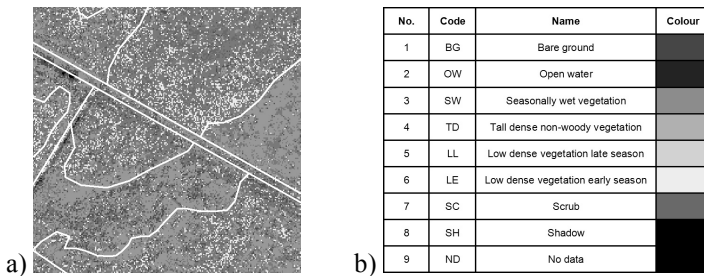 a)
b)
No. Code Name Colour
1 BG Bare ground
2 OW Open water
3 SW Seasonally wet vegetation
4 TD Tall dense non-woody vegetation
5 LL Low dense vegetation late season
6 LE Low dense vegetation early season
7 SC Scrub
8 SH Shadow
9 ND No data